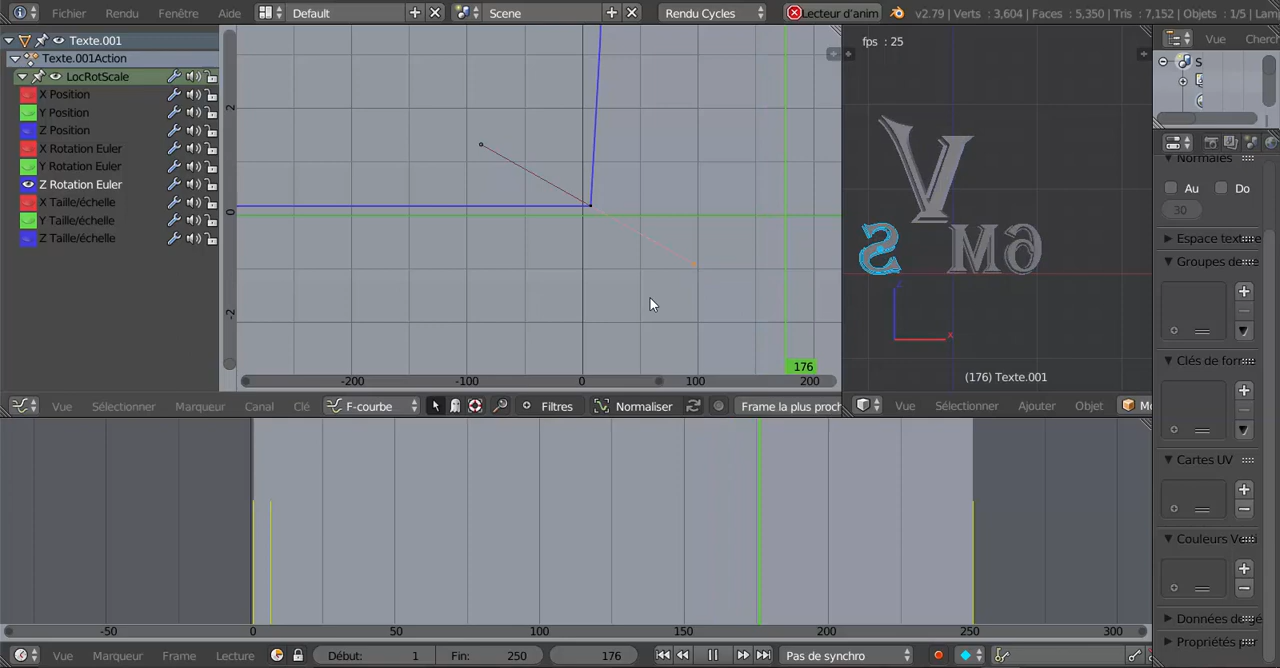 Fichier Rendu Fenêtre Aide Default Scene Rendu Cycles Lecteur d'anim v2.79 | Verts : 3,604 | Faces : 5,350 | Tris : 7,152 | Objets : 1/5 | Lam
Texte.001
Texte.001Action
LocRotScale
X Position
Y Position
Z Position
X Rotation Euler
Y Rotation Euler
Z Rotation Euler
X Taille/échelle
Y Taille/échelle
Z Taille/échelle
2
0
-2
-200 -100 0 100 200
176
fps : 25
(176) Texte.001
Vue Sélectionner Marqueur Canal Clé F-courbe Filtres Normaliser Frame la plus proch
Vue Sélectionner Ajouter Objet Mo
Vue Cherch
S
Normales
Au Do
30
Espace texte
Groupes de
Clés de for
Cartes UV
Couleurs Ve
Données de gé
Propriétés pe
-50 0 50 100 150 200 250 300
Vue Marqueur Frame Lecture Début: 1 Fin: 250 176 Pas de synchro